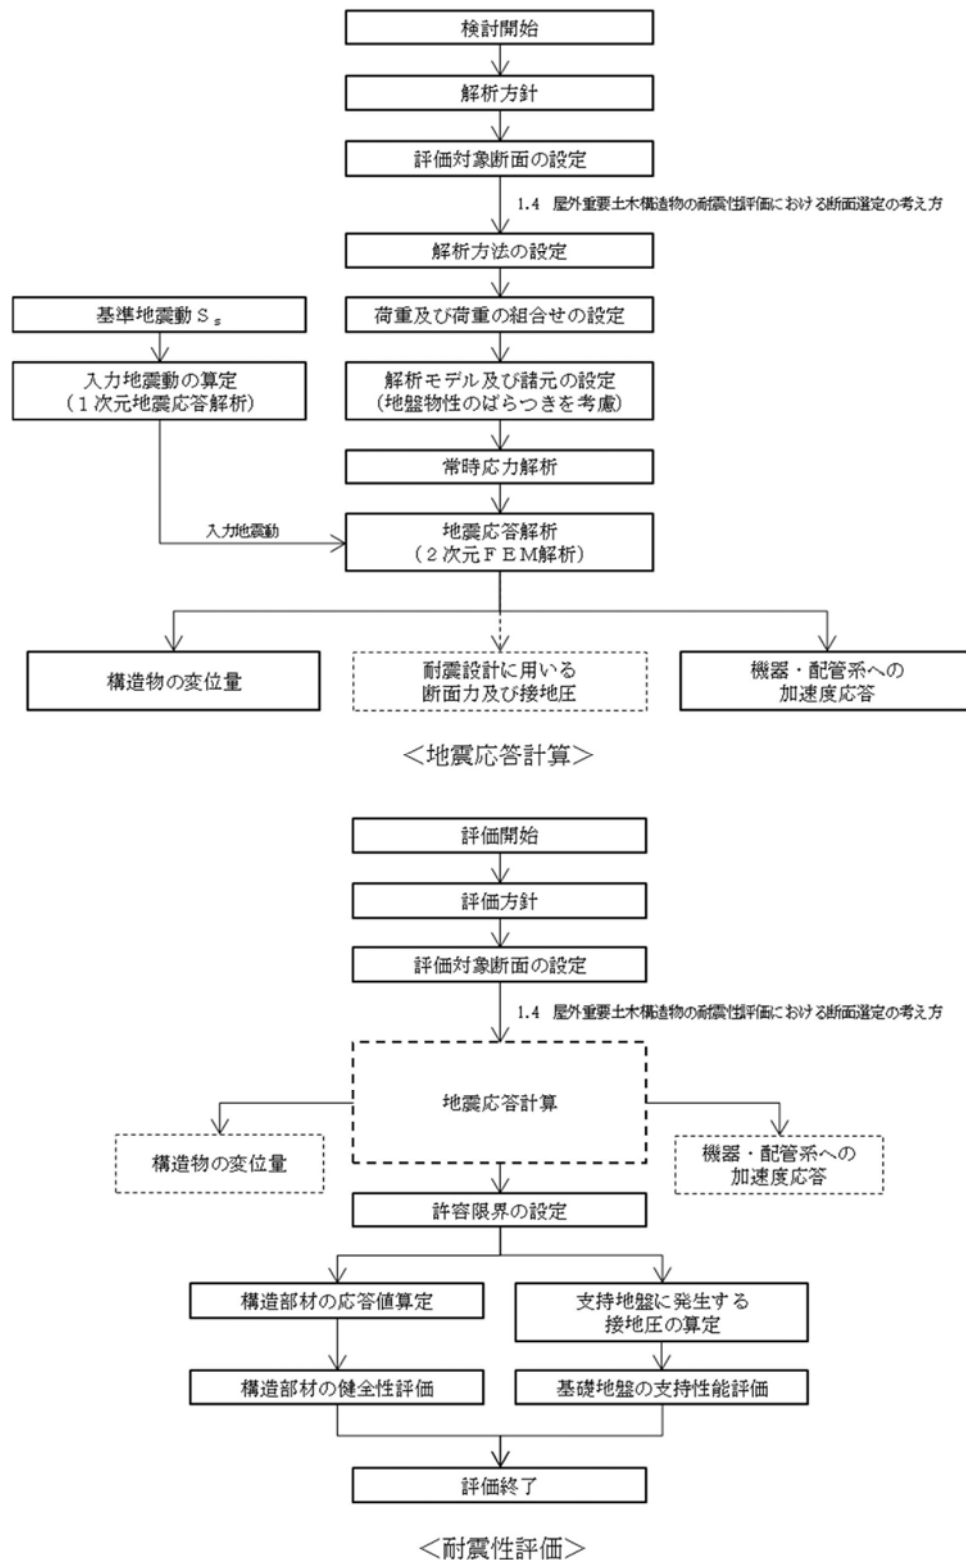 検討開始
解析方針
評価対象断面の設定
1.4 屋外重要土木構造物の耐震性評価における断面選定の考え方
解析方法の設定
基準地震動Ｓs
荷重及び荷重の組合せの設定
入力地震動の算定
(１次元地震応答解析)
解析モデル及び諸元の設定
(地盤物性のばらつきを考慮)
常時応力解析
入力地震動
地震応答解析
(２次元ＦＥＭ解析)
構造物の変位量
耐震設計に用いる
断面力及び接地圧
機器・配管系への
加速度応答
＜地震応答計算＞
評価開始
評価方針
評価対象断面の設定
1.4 屋外重要土木構造物の耐震性評価における断面選定の考え方
地震応答計算
構造物の変位量
機器・配管系への
加速度応答
許容限界の設定
構造部材の応答値算定
支持地盤に発生する
接地圧の算定
構造部材の健全性評価
基礎地盤の支持性能評価
評価終了
＜耐震性評価＞